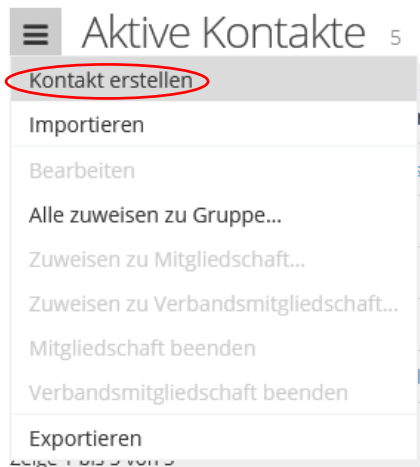 Aktive Kontakte 5
Kontakt erstellen
Importieren
Bearbeiten
Alle zuweisen zu Gruppe...
Zuweisen zu Mitgliedschaft...
Zuweisen zu Verbandsmitgliedschaft...
Mitgliedschaft beenden
Verbandsmitgliedschaft beenden
Exportieren